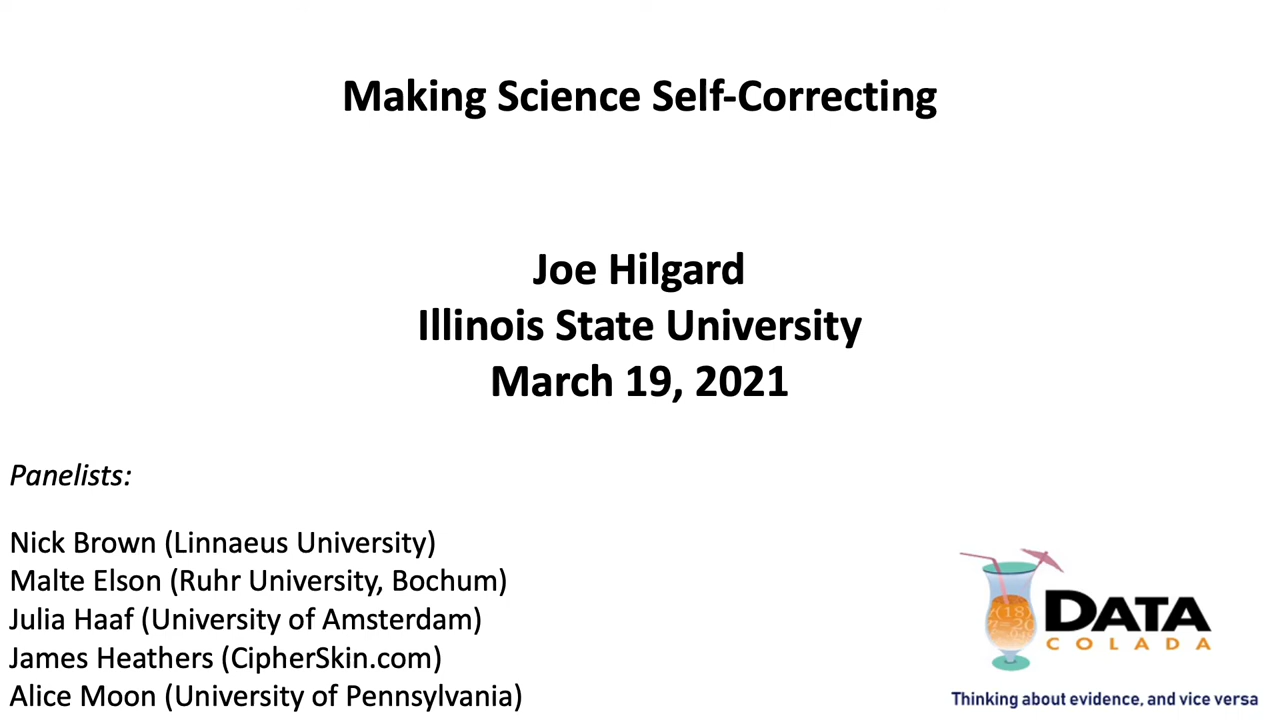 Making Science Self-Correcting
Joe Hilgard
Illinois State University
March 19, 2021
Panelists:
Nick Brown (Linnaeus University)
Malte Elson (Ruhr University, Bochum)
Julia Haaf (University of Amsterdam)
James Heathers (CipherSkin.com)
Alice Moon (University of Pennsylvania)
DATA
COLADA
Thinking about evidence, and vice versa